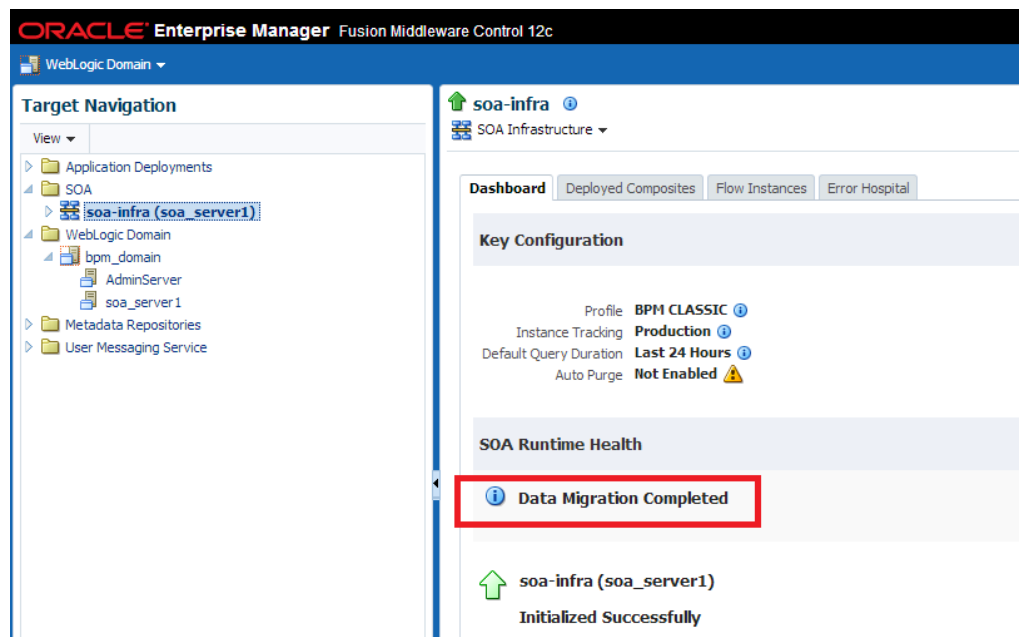 ORACLE Enterprise Manager Fusion Middleware Control 12c
WebLogic Domain
Target Navigation
View
Application Deployments
SOA
soa-infra (soa_server1)
WebLogic Domain
bpm_domain
AdminServer
soa_server1
Metadata Repositories
User Messaging Service
soa-infra
SOA Infrastructure
Dashboard Deployed Composites Flow Instances Error Hospital
Key Configuration
Profile BPM CLASSIC
Instance Tracking Production
Default Query Duration Last 24 Hours
Auto Purge Not Enabled
SOA Runtime Health
Data Migration Completed
soa-infra (soa_server1)
Initialized Successfully